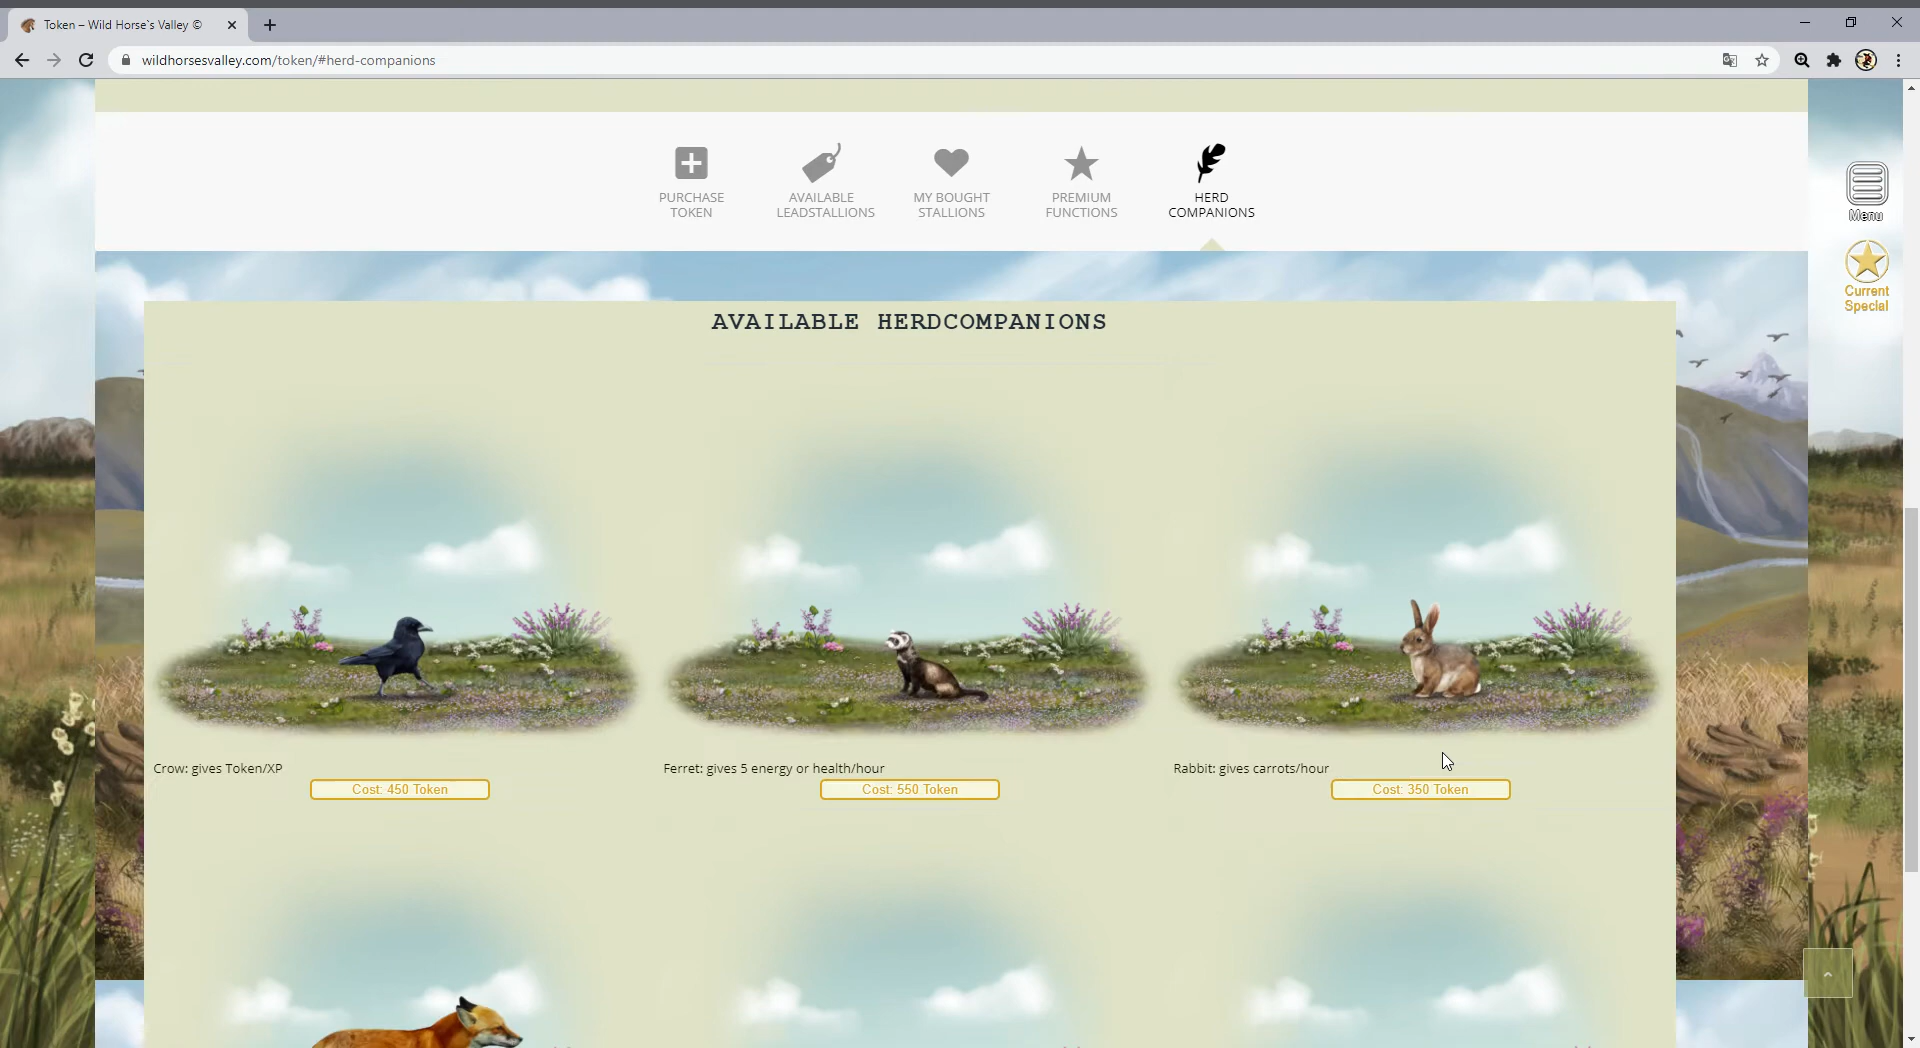 Token – Wild Horse`s Valley ©
wildhorsesvalley.com/token/#herd-companions
PURCHASE
TOKEN
AVAILABLE
LEADSTALLIONS
MY BOUGHT
STALLIONS
PREMIUM
FUNCTIONS
HERD
COMPANIONS
Menu
Current
Special
AVAILABLE HERDCOMPANIONS
Crow: gives Token/XP
Cost: 450 Token
Ferret: gives 5 energy or health/hour
Cost: 550 Token
Rabbit: gives carrots/hour
Cost: 350 Token